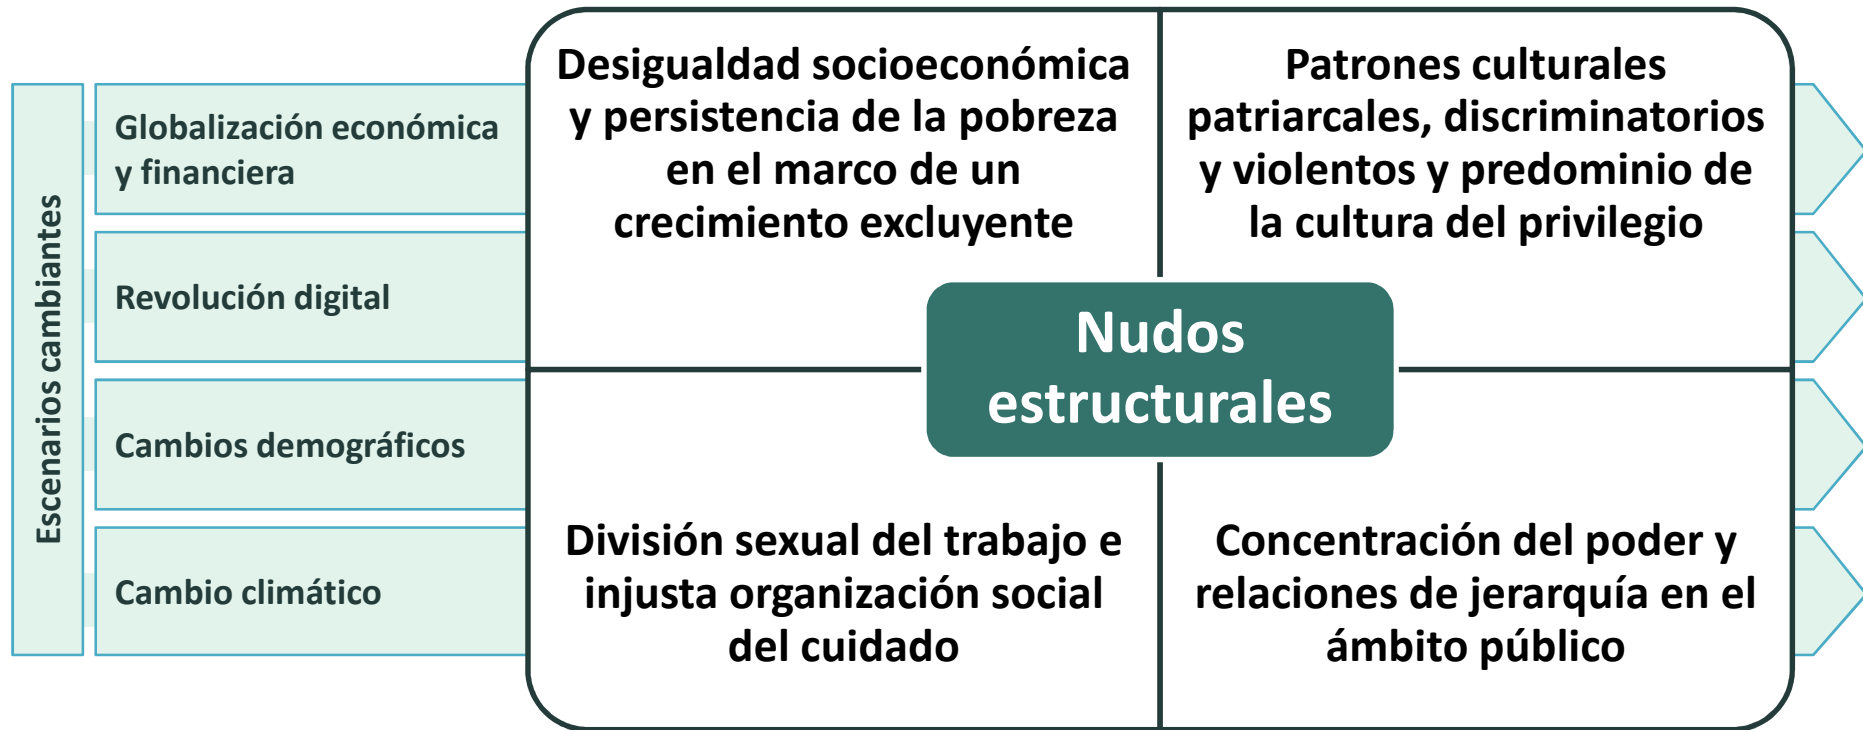 Escenarios cambiantes
Globalización económica
y financiera
Revolución digital
Cambios demográficos
Cambio climático
Desigualdad socioeconómica
y persistencia de la pobreza
en el marco de un
crecimiento excluyente
Patrones culturales
patriarcales, discriminatorios
y violentos y predominio de
la cultura del privilegio
Nudos
estructurales
División sexual del trabajo e
injusta organización social
del cuidado
Concentración del poder y
relaciones de jerarquía en el
ámbito público